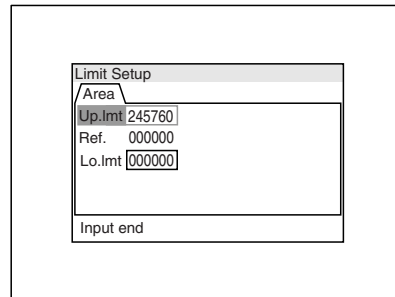 Limit Setup
Area
Up.lmt 245760
Ref. 000000
Lo.lmt 000000
Input end